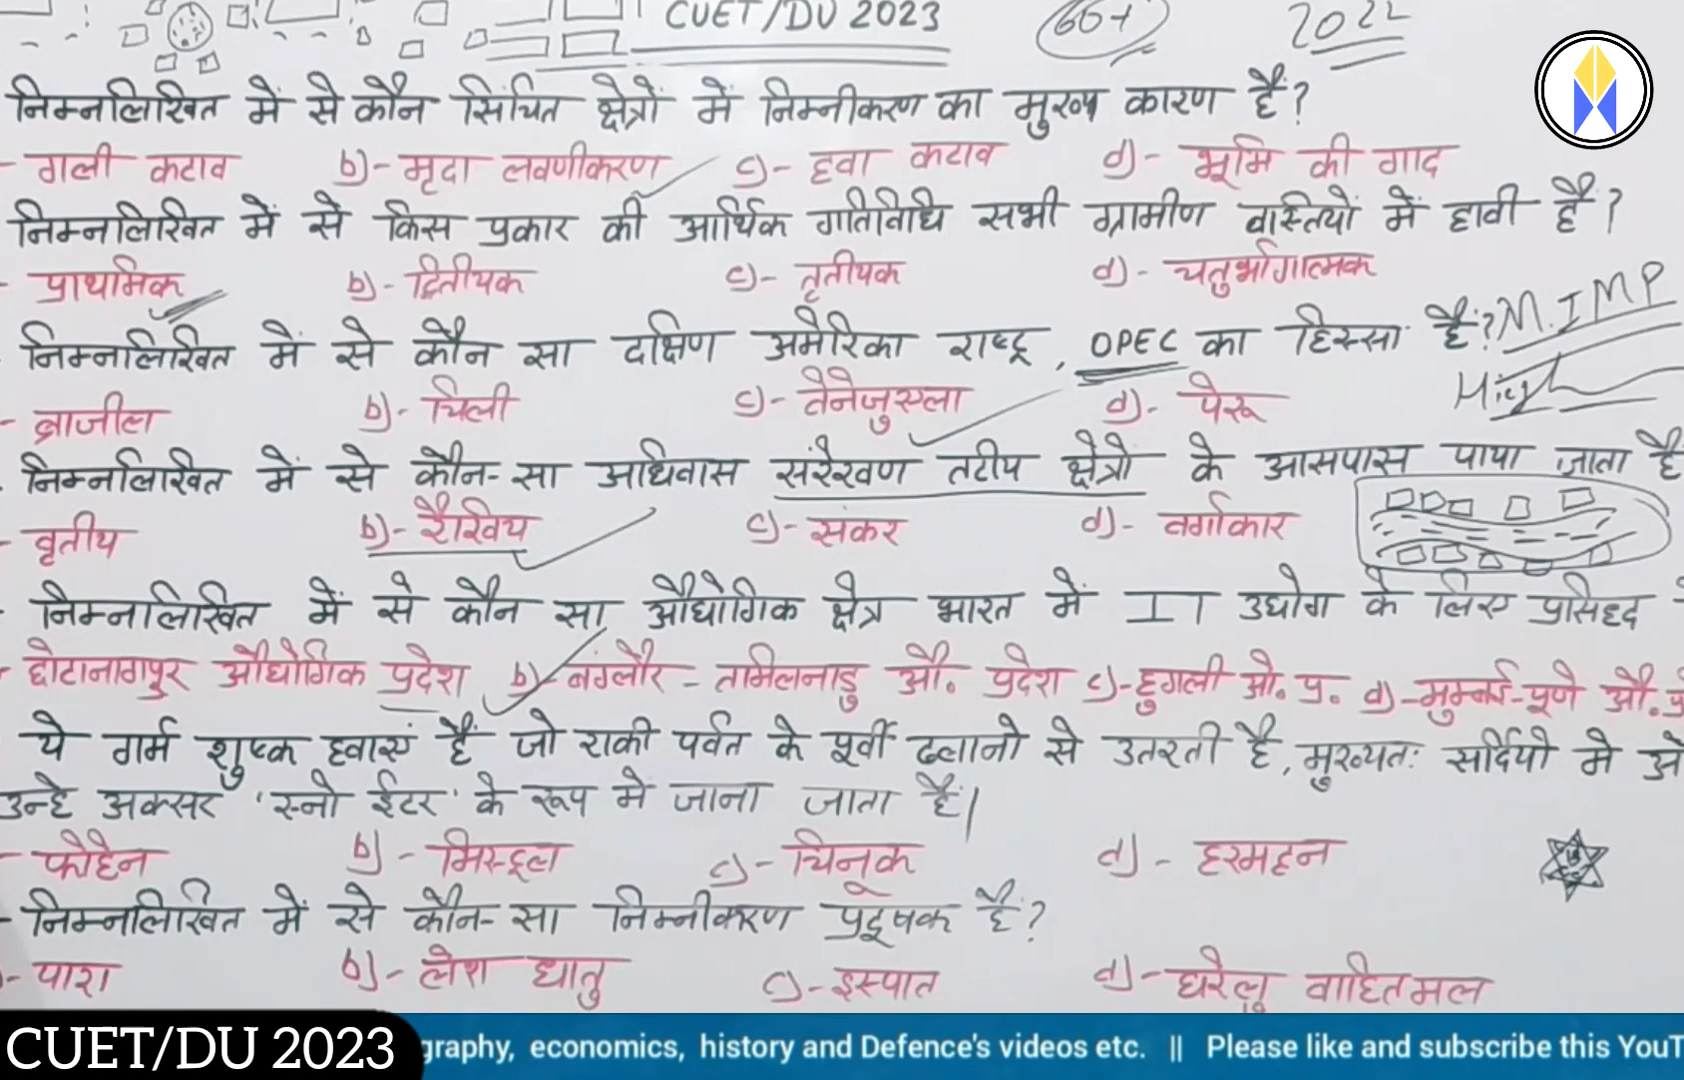 CUET/DU 2023 66+ 2022
निम्नलिखित में से कौन सिंचित क्षेत्रों में निम्नीकरण का मुख्य कारण है?
- गली कटाव b)- मृदा लवणीकरण c)- हवा कटाव d)- भूमि की गाद
निम्नलिखित में से किस प्रकार की आर्थिक गतिविधि सभी ग्रामीण वास्तियों में हावी है?
- प्राथमिक b)- द्वितीयक c)- तृतीयक d)- चतुर्भागात्मक
- निम्नलिखित में से कौन सा दक्षिण अमेरिका राष्ट्र, OPEC का हिस्सा है? M.IMP
- ब्राजील b)- चिली c)- वेनेजुएला d)- पेरू High
- निम्नलिखित में से कौन-सा अधिवास संरेखण तटीय क्षेत्रो के आसपास पाया जाता है
- वृतीय b)- रैखिय c)- संकर d)- वर्गाकार
- निम्नलिखित में से कौन सा औद्योगिक क्षेत्र भारत में IT उद्योग के लिए प्रसिद्द
- छोटानागपुर औद्योगिक प्रदेश b) बंगलौर - तमिलनाडु औ. प्रदेश c)-हुगली औ. प्र. d)-मुम्बई-पूणे औ. प्र
ये गर्म शुष्क हवाएं हैं जो राकी पर्वत के पूर्वी ढलानो से उतरती है, मुख्यतः सर्दियो मे
उन्हे अक्सर 'स्नो ईटर' के रूप मे जाना जाता है।
- फोहैन b)- मिस्ट्रल c)- चिनूक d)- हरमट्टन
- निम्नलिखित में से कौन-सा निम्नीकरण प्रदूषक है?
- पारा b)- लेश धातु c)- इस्पात d)- घरेलु वाहितमल
CUET/DU 2023 graphy, economics, history and Defence's videos etc. || Please like and subscribe this YouT